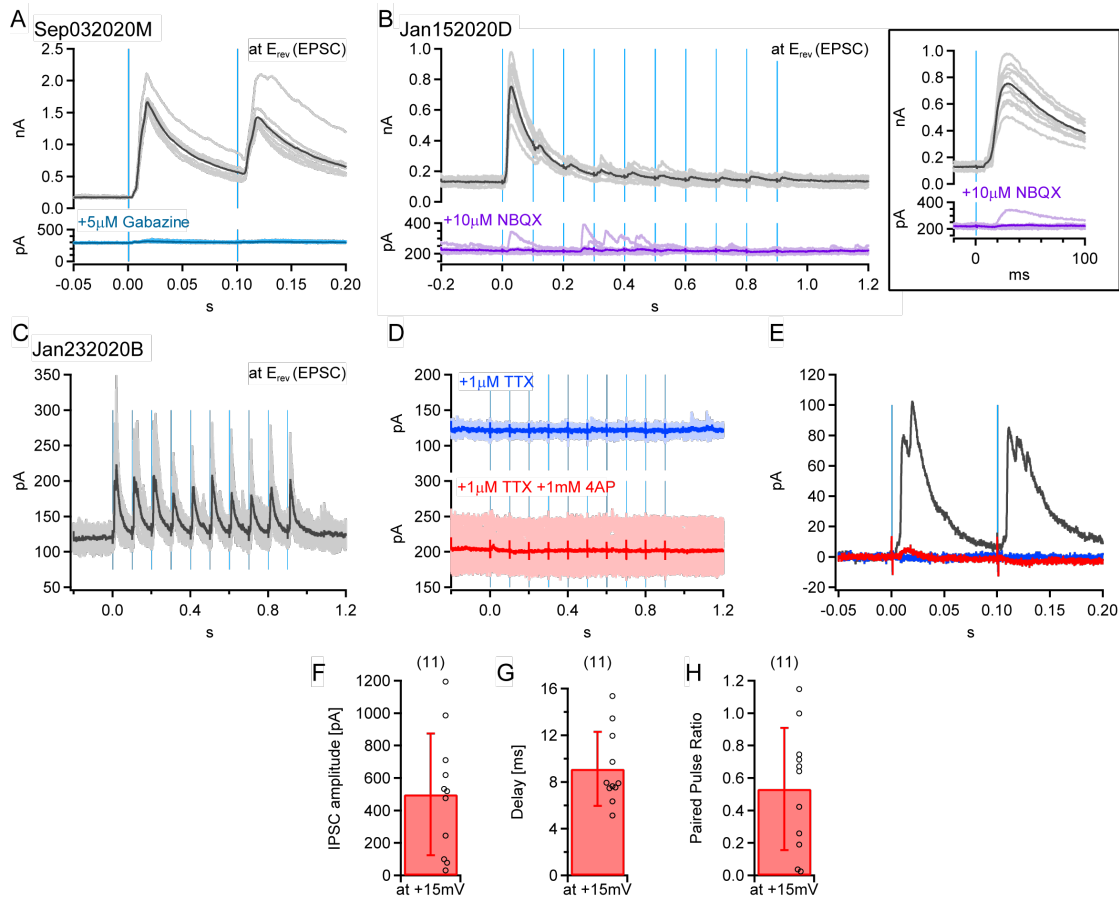 A
Sep032020M
at Erev (EPSC)
2.5
2.0
1.5
1.0
0.5
0.0
nA
+5μM Gabazine
500
0
pA
-0.05
0.00
0.05
0.10
0.15
0.20
s
B
Jan152020D
at Erev (EPSC)
1.0
0.8
0.6
0.4
0.2
0.0
nA
+10μM NBQX
400
200
pA
-0.2
0.0
0.2
0.4
0.6
0.8
1.0
1.2
s
1.0
0.8
0.6
0.4
0.2
0.0
nA
+10μM NBQX
400
200
pA
0
100
ms
C
Jan232020B
at Erev (EPSC)
350
300
250
200
150
100
50
pA
0.0
0.4
0.8
1.2
s
D
+1μM TTX
200
150
100
50
pA
+1μM TTX +1mM 4AP
300
250
200
150
pA
0.0
0.4
0.8
1.2
s
E
120
100
80
60
40
20
0
-20
pA
-0.05
0.00
0.05
0.10
0.15
0.20
s
F
(11)
1200
1000
800
600
400
200
0
IPSC amplitude [pA]
at +15mV
G
(11)
16
12
8
4
0
Delay [ms]
at +15mV
H
(11)
1.2
1.0
0.8
0.6
0.4
0.2
0.0
Paired Pulse Ratio
at +15mV